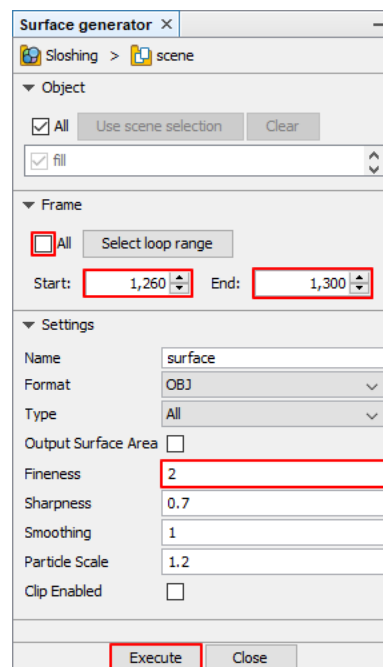 Surface generator ×
Sloshing > scene
Object
All Use scene selection Clear
fill
Frame
All Select loop range
Start: 1,260 End: 1,300
Settings
Name surface
Format OBJ
Type All
Output Surface Area
Fineness 2
Sharpness 0.7
Smoothing 1
Particle Scale 1.2
Clip Enabled
Execute Close